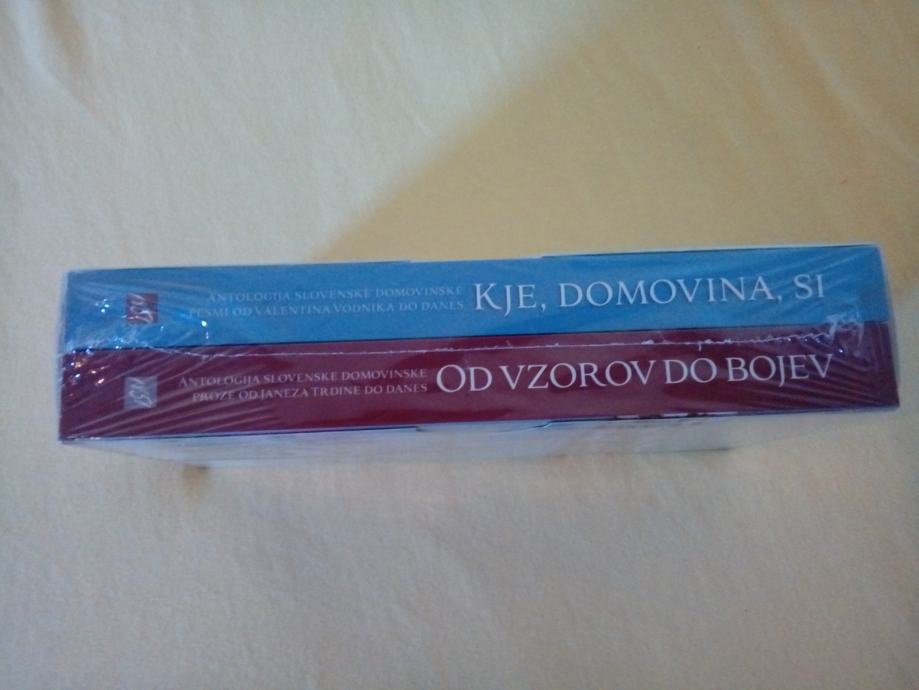 ANTOLOGIJA SLOVENSKE DOMOVINSKE
PESMI OD VALENTINA VODNIKA DO DANES
KJE, DOMOVINA, SI
ANTOLOGIJA SLOVENSKE DOMOVINSKE
PROZE OD JANEZA TRDINE DO DANES
OD VZOROV DO BOJEV